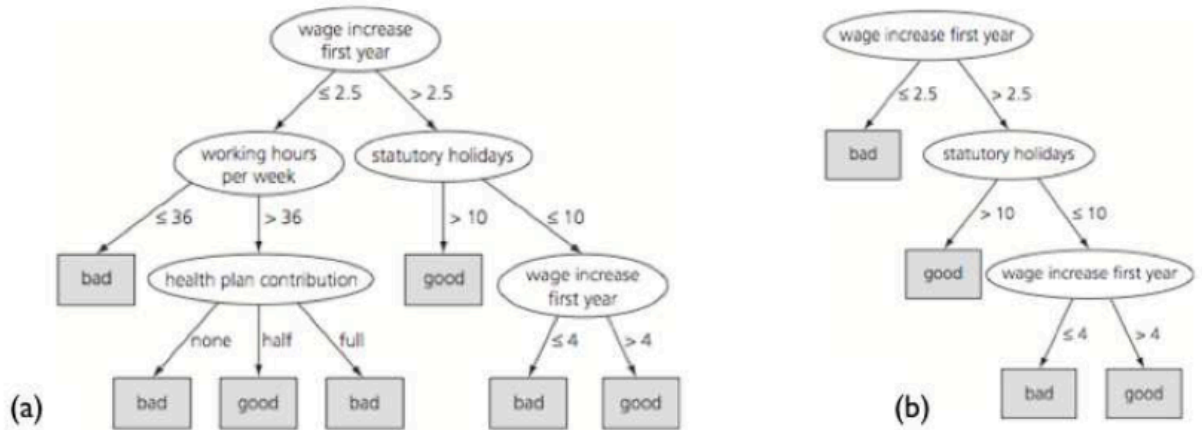 wage increase
first year
≤ 2.5
> 2.5
working hours
per week
statutory holidays
≤ 36
> 36
> 10
≤ 10
bad
health plan contribution
good
wage increase
first year
none
half
full
≤ 4
> 4
bad
good
bad
bad
good
(a)
wage increase first year
≤ 2.5
> 2.5
bad
statutory holidays
> 10
≤ 10
good
wage increase first year
≤ 4
> 4
bad
good
(b)